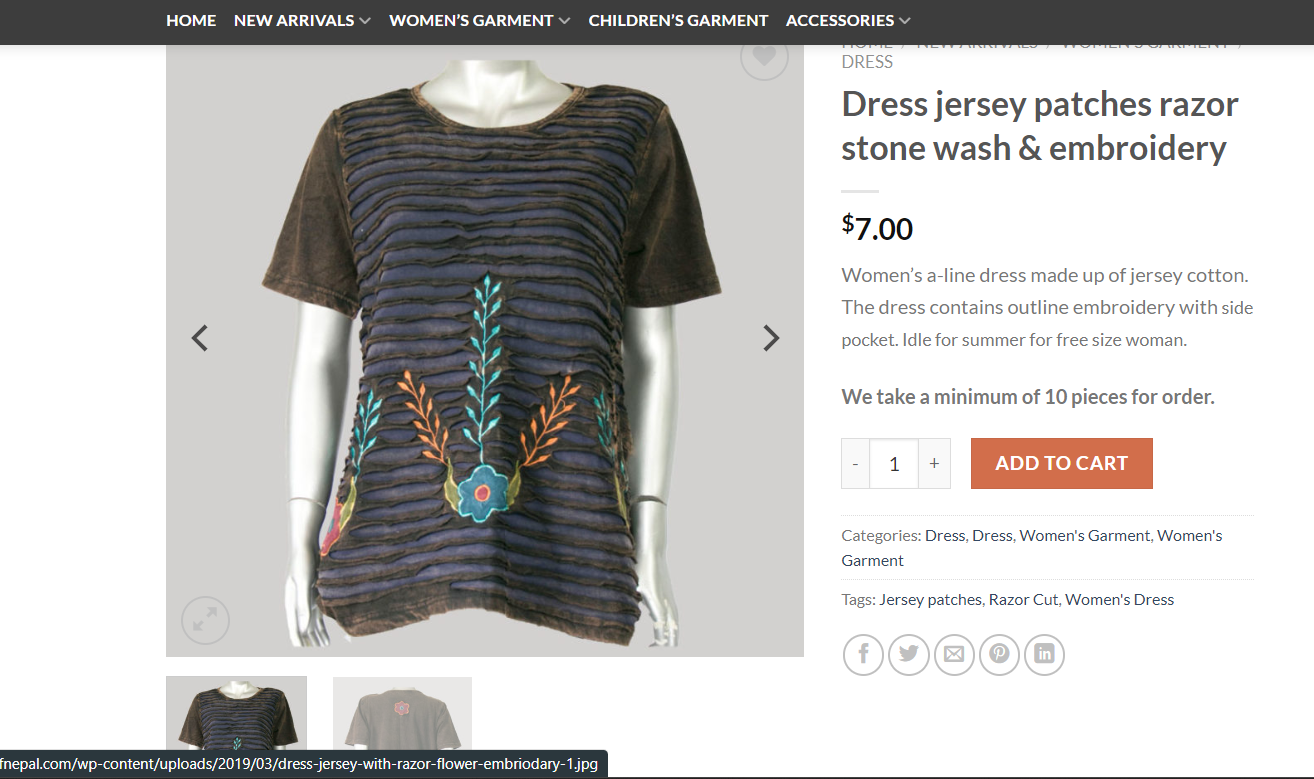 HOME NEW ARRIVALS WOMEN’S GARMENT CHILDREN’S GARMENT ACCESSORIES
HOME / NEW ARRIVALS / WOMEN'S GARMENT /
DRESS
Dress jersey patches razor
stone wash & embroidery
$7.00
Women’s a-line dress made up of jersey cotton.
The dress contains outline embroidery with side
pocket. Idle for summer for free size woman.
We take a minimum of 10 pieces for order.
- 1 + ADD TO CART
Categories: Dress, Dress, Women's Garment, Women's
Garment
Tags: Jersey patches, Razor Cut, Women's Dress
fnepal.com/wp-content/uploads/2019/03/dress-jersey-with-razor-flower-embriodary-1.jpg